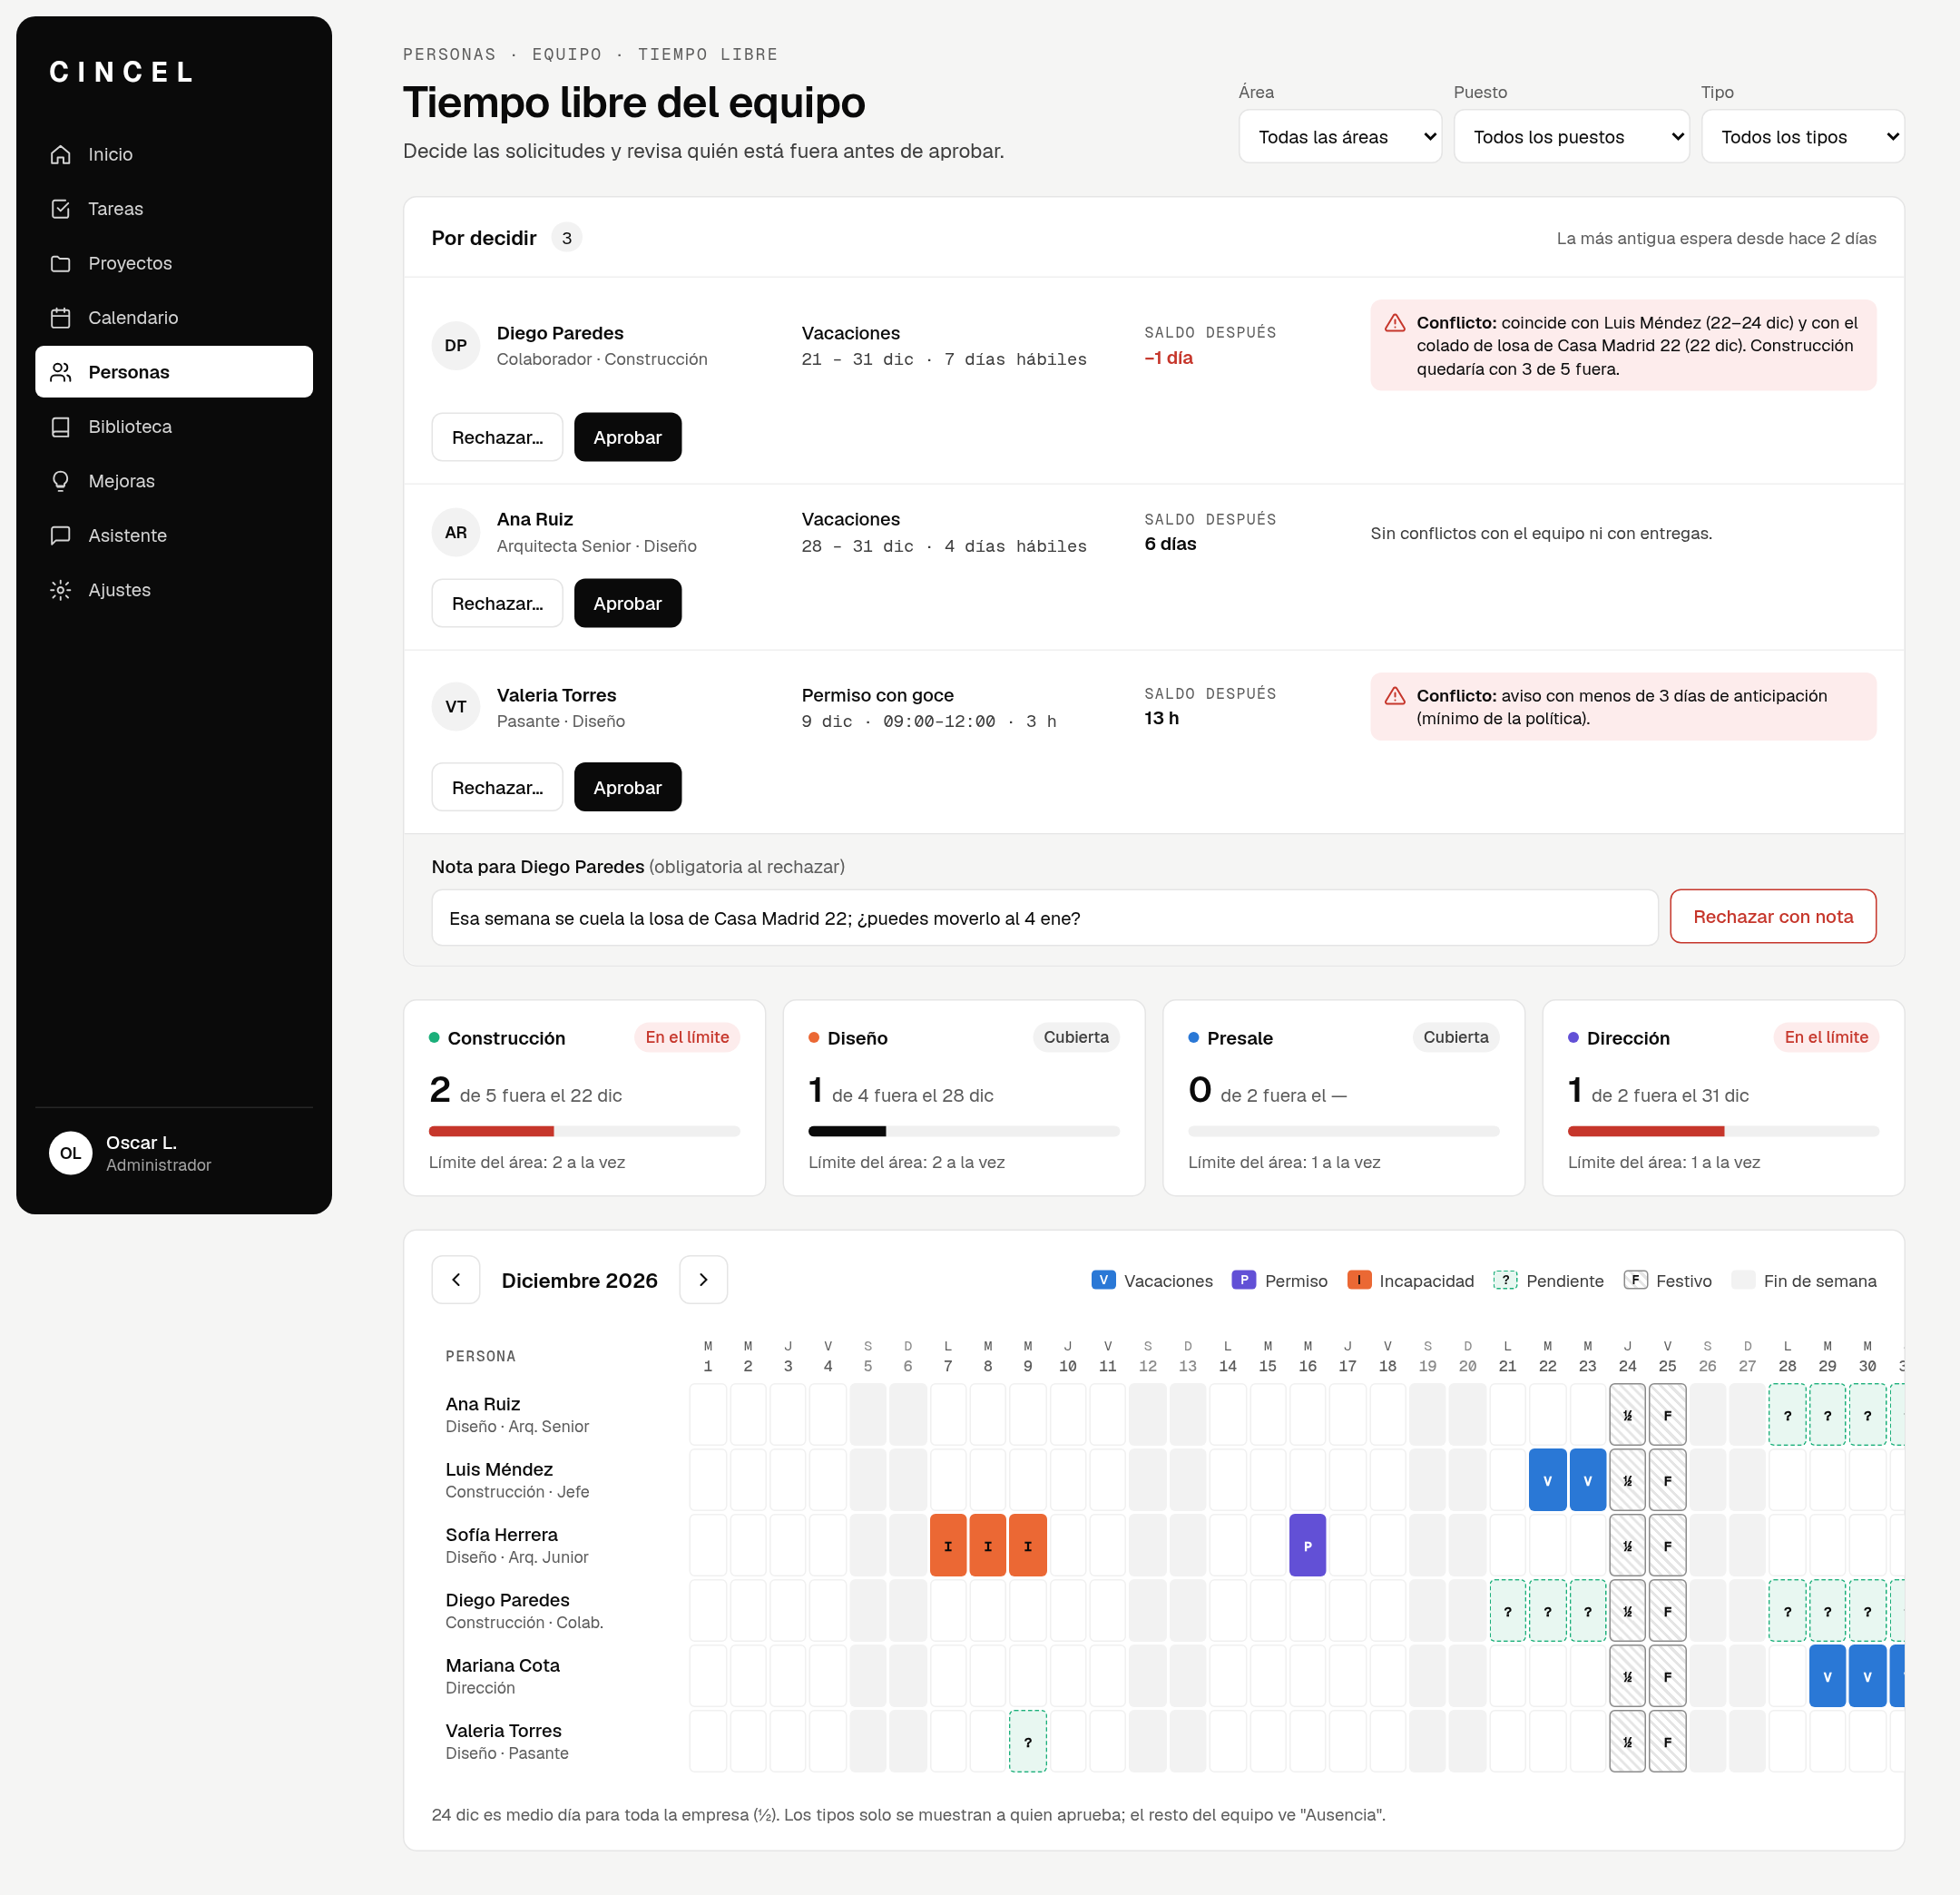 CINCEL
Inicio
Tareas
Proyectos
Calendario
Personas
Biblioteca
Mejoras
Asistente
Ajustes
OL
Oscar L.
Administrador
PERSONAS · EQUIPO · TIEMPO LIBRE
Tiempo libre del equipo
Decide las solicitudes y revisa quién está fuera antes de aprobar.
Área
Todas las áreas
Puesto
Todos los puestos
Tipo
Todos los tipos
Por decidir 3
La más antigua espera desde hace 2 días
DP
Diego Paredes
Colaborador · Construcción
Vacaciones
21 – 31 dic · 7 días hábiles
SALDO DESPUÉS
−1 día
Conflicto: coincide con Luis Méndez (22–24 dic) y con el
colado de losa de Casa Madrid 22 (22 dic). Construcción
quedaría con 3 de 5 fuera.
Rechazar…
Aprobar
AR
Ana Ruiz
Arquitecta Senior · Diseño
Vacaciones
28 – 31 dic · 4 días hábiles
SALDO DESPUÉS
6 días
Sin conflictos con el equipo ni con entregas.
Rechazar…
Aprobar
VT
Valeria Torres
Pasante · Diseño
Permiso con goce
9 dic · 09:00–12:00 · 3 h
SALDO DESPUÉS
13 h
Conflicto: aviso con menos de 3 días de anticipación
(mínimo de la política).
Rechazar…
Aprobar
Nota para Diego Paredes (obligatoria al rechazar)
Esa semana se cuela la losa de Casa Madrid 22; ¿puedes moverlo al 4 ene?
Rechazar con nota
Construcción
En el límite
2 de 5 fuera el 22 dic
Límite del área: 2 a la vez
Diseño
Cubierta
1 de 4 fuera el 28 dic
Límite del área: 2 a la vez
Presale
Cubierta
0 de 2 fuera el —
Límite del área: 1 a la vez
Dirección
En el límite
1 de 2 fuera el 31 dic
Límite del área: 1 a la vez
Diciembre 2026
V Vacaciones
P Permiso
I Incapacidad
? Pendiente
F Festivo
Fin de semana
PERSONA
M M J V S D L M M J V S D L M M J V S D L M M J V S D L M M
1 2 3 4 5 6 7 8 9 10 11 12 13 14 15 16 17 18 19 20 21 22 23 24 25 26 27 28 29 30
Ana Ruiz
Diseño · Arq. Senior
½ F ? ? ?
Luis Méndez
Construcción · Jefe
V V ½ F
Sofía Herrera
Diseño · Arq. Junior
I I I P ½ F
Diego Paredes
Construcción · Colab.
? ? ? ½ F ? ? ?
Mariana Cota
Dirección
½ F V V
Valeria Torres
Diseño · Pasante
? ½ F
24 dic es medio día para toda la empresa (½). Los tipos solo se muestran a quien aprueba; el resto del equipo ve "Ausencia".